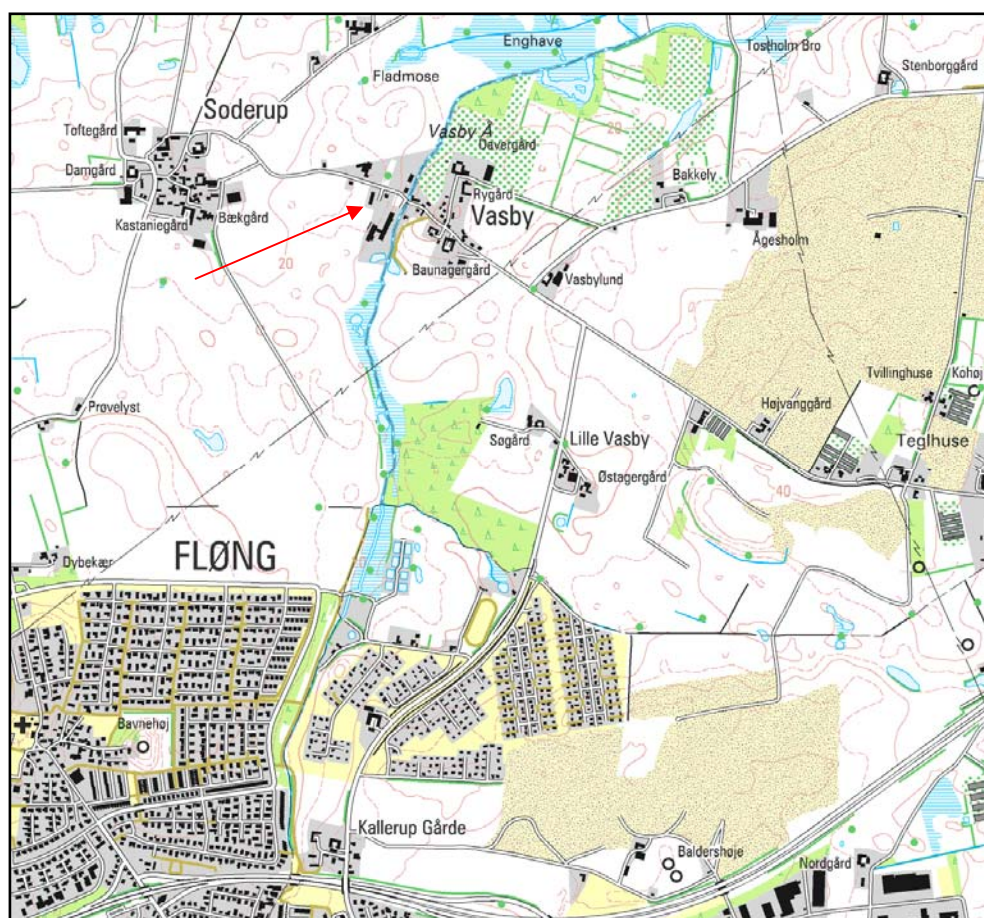 Enghave
Tostholm Bro
Fladmose
Stenborggård
Soderup
Toftegård
Vasby Å
Oavergård
Damgård
Bakkely
Rygård
Kastaniegård
Bækgård
Vasby
20
20
Ågesholm
Baunagergård
Vasbylund
Tvillinghuse
Kohøj
Prøvelyst
Højvanggård
Søgård
Lille Vasby
Teglhuse
Østagergård
40
FLØNG
Dybekær
Bavnehøj
Kallerup Gårde
Baldershøje
Nordgård